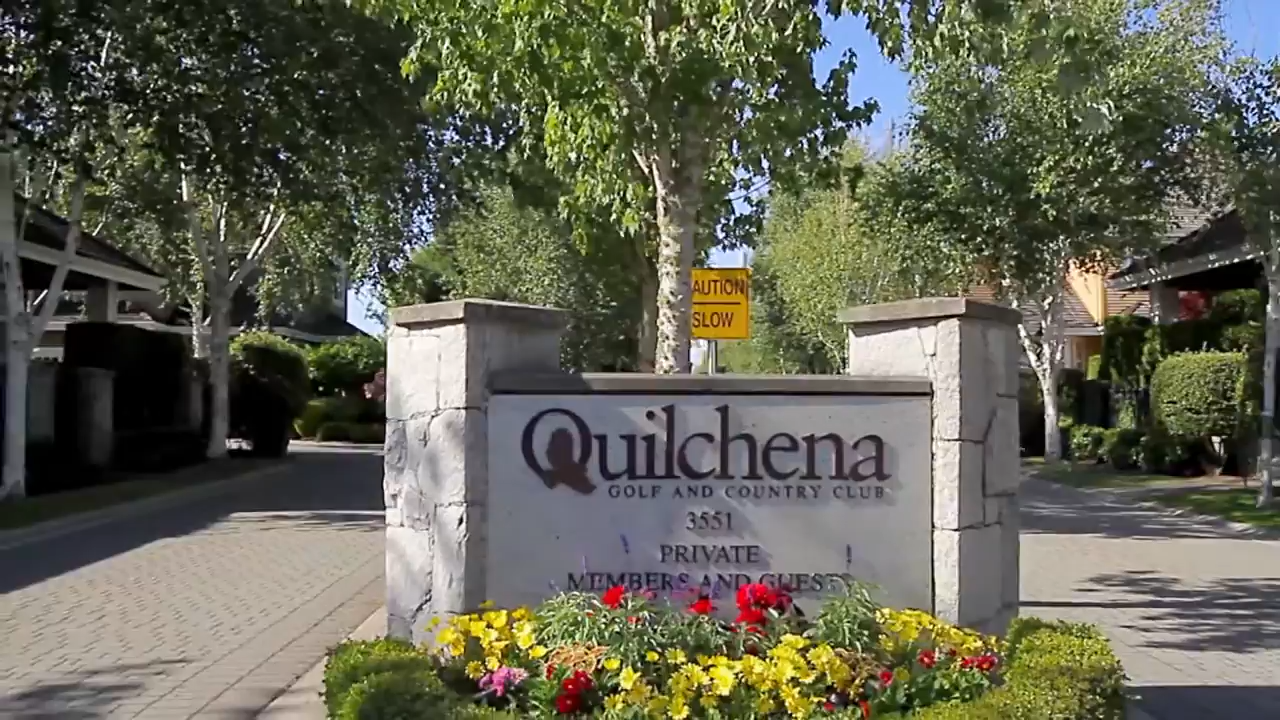 AUTION
SLOW
Quilchena
GOLF AND COUNTRY CLUB
3551
PRIVATE
MEMBERS AND GUESTS